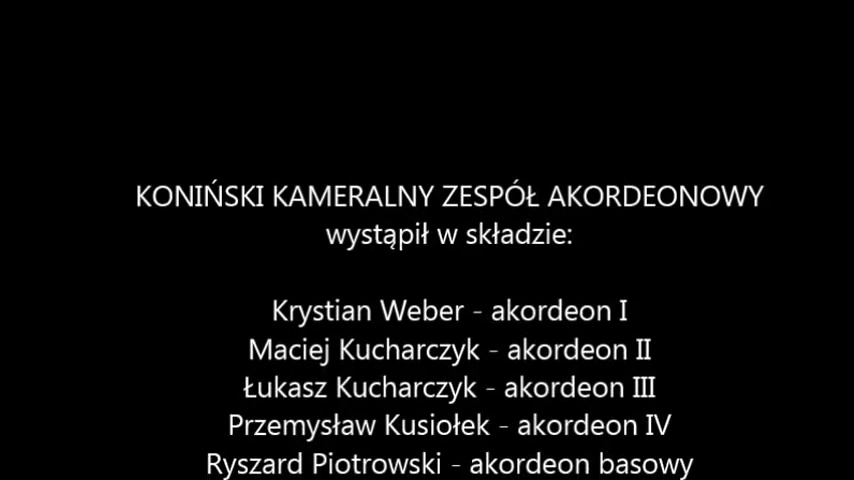 KONIŃSKI KAMERALNY ZESPÓŁ AKORDEONOWY
wystąpił w składzie:
Krystian Weber - akordeon I
Maciej Kucharczyk - akordeon II
Łukasz Kucharczyk - akordeon III
Przemysław Kusiołek - akordeon IV
Ryszard Piotrowski - akordeon basowy